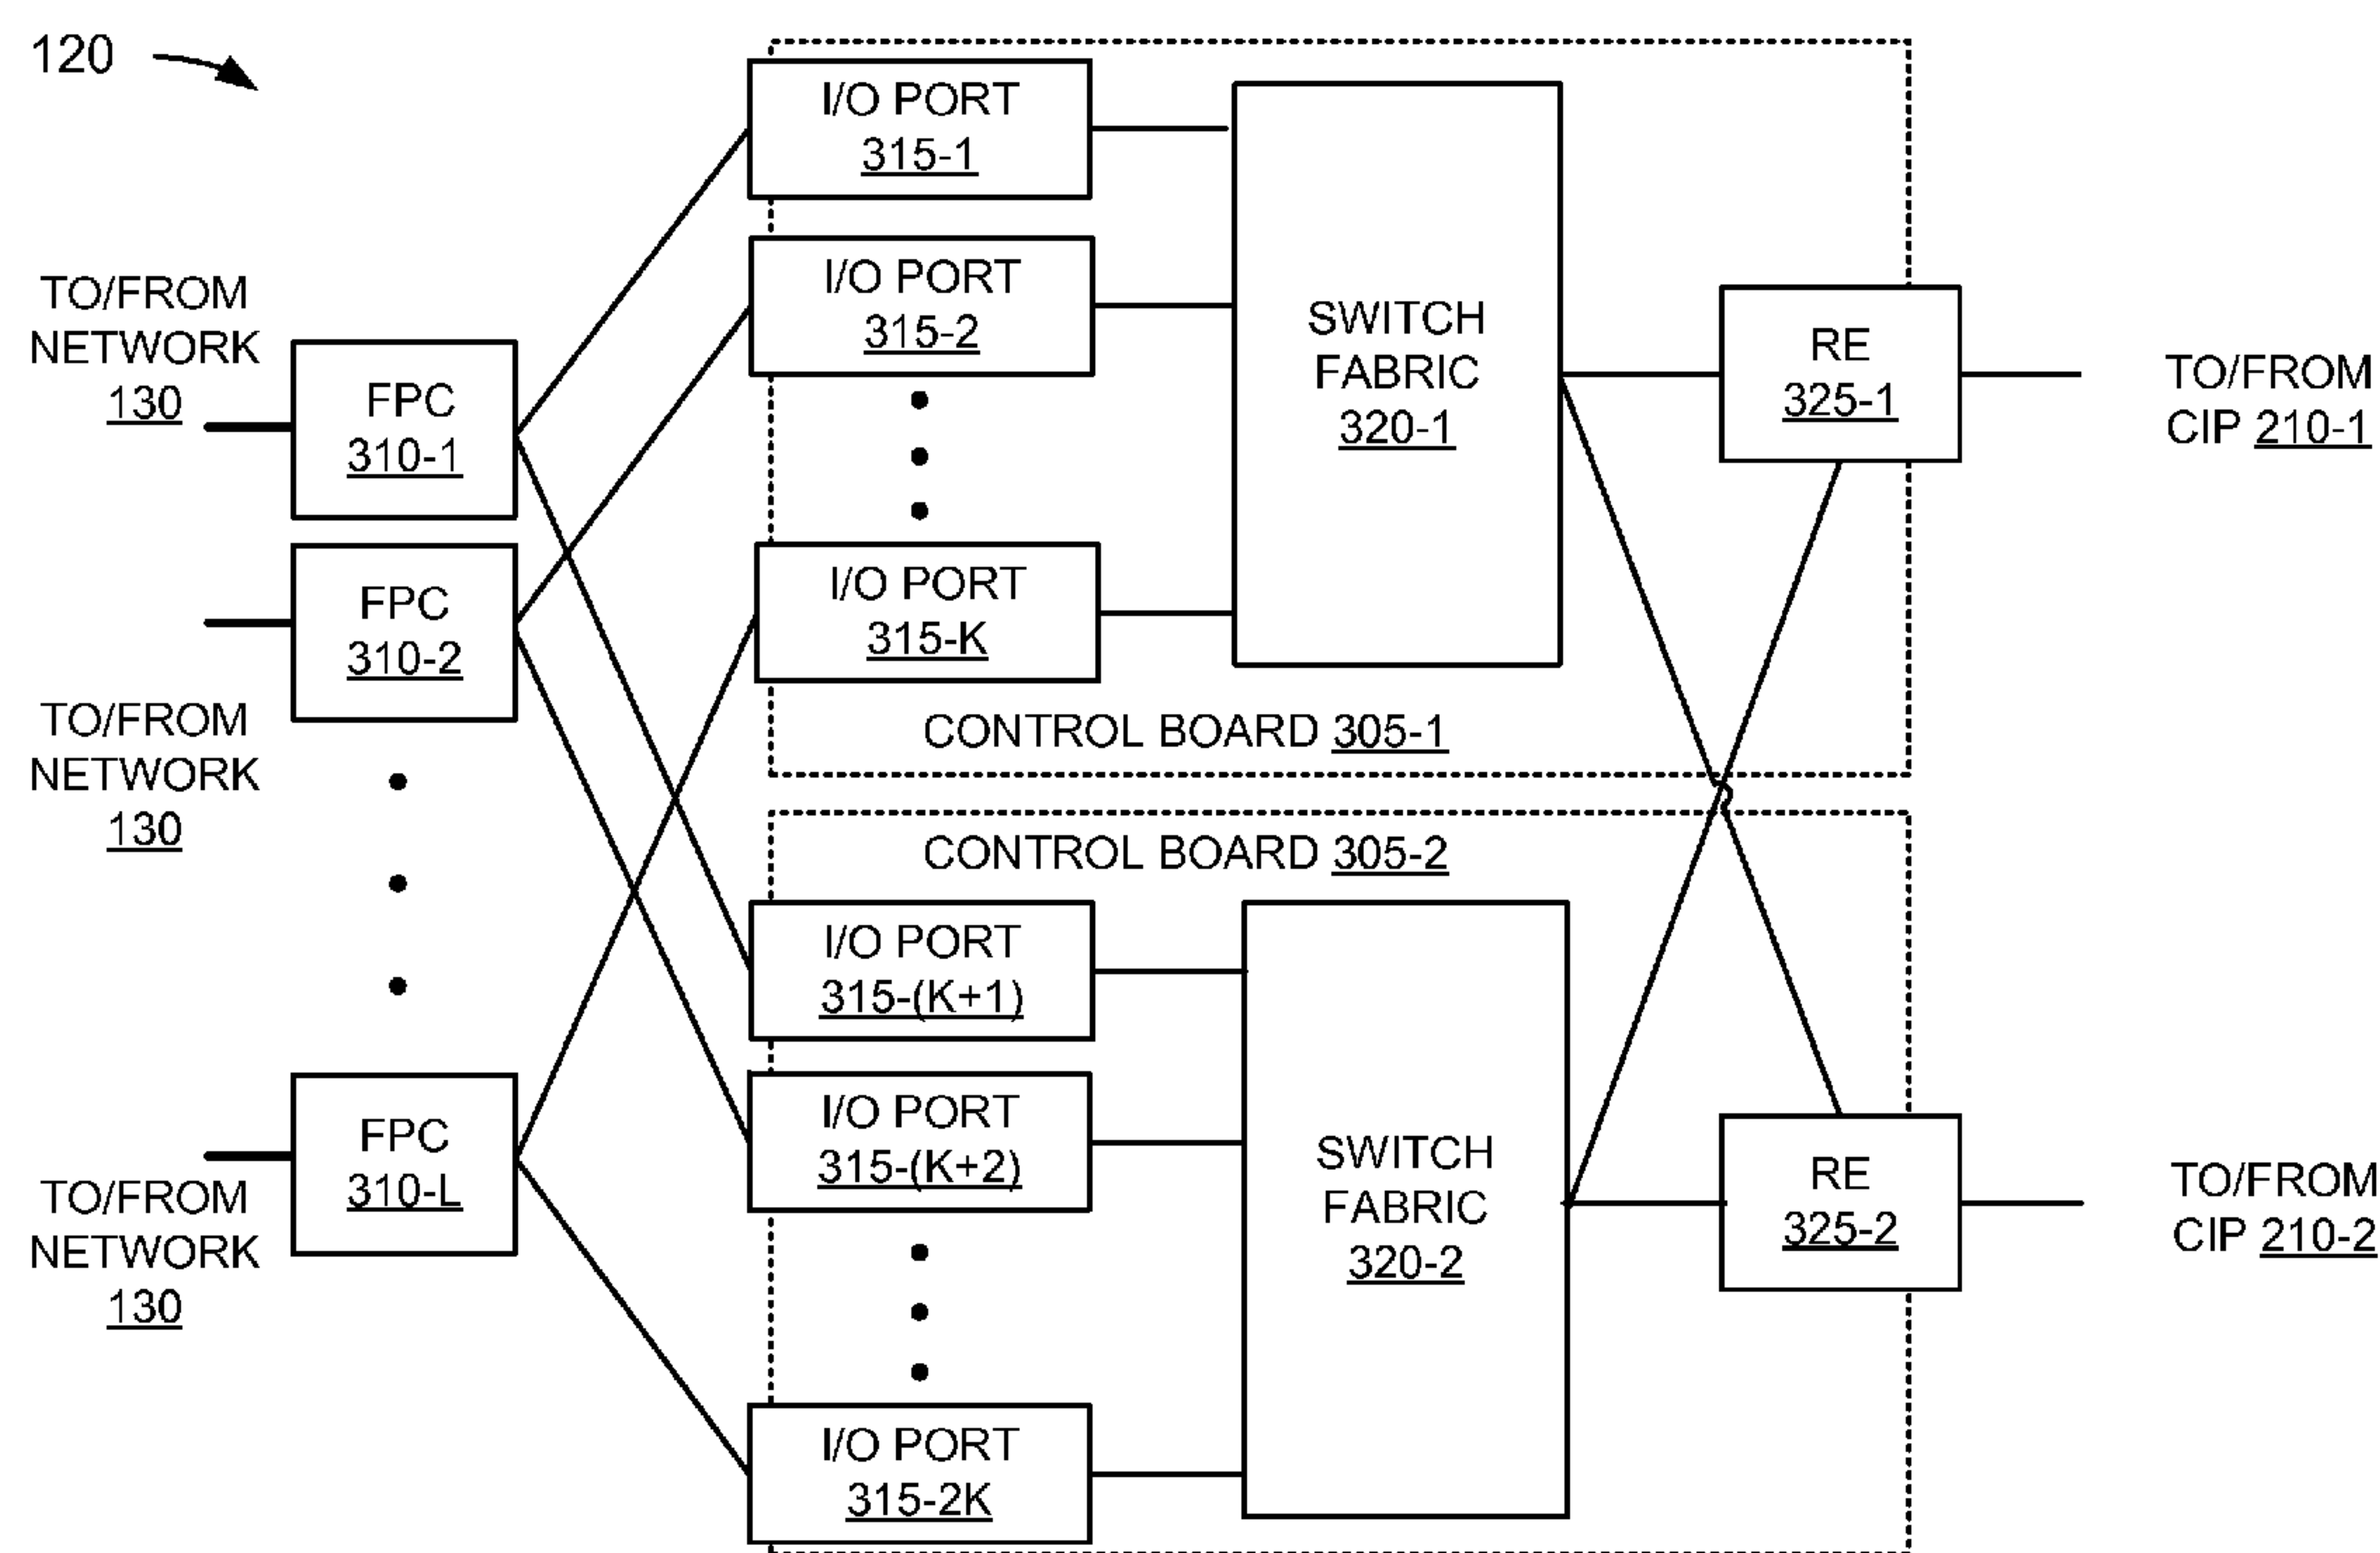 120
TO/FROM
NETWORK
130
FPC
310-1
FPC
310-2
TO/FROM
NETWORK
130
FPC
310-L
TO/FROM
NETWORK
130
I/O PORT
315-1
I/O PORT
315-2
I/O PORT
315-K
SWITCH
FABRIC
320-1
CONTROL BOARD 305-1
RE
325-1
TO/FROM
CIP 210-1
CONTROL BOARD 305-2
I/O PORT
315-(K+1)
I/O PORT
315-(K+2)
I/O PORT
315-2K
SWITCH
FABRIC
320-2
RE
325-2
TO/FROM
CIP 210-2